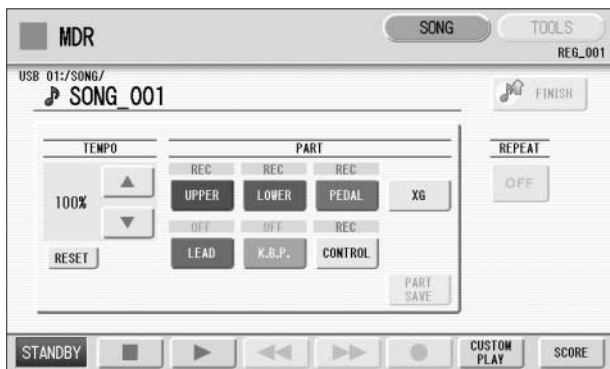 MDR
SONG
TOOLS
REG_001
USB 01:/SONG/
SONG_001
FINISH
TEMPO
PART
REPEAT
REC
REC
REC
100%
UPPER
LOWER
PEDAL
XG
OFF
OFF
OFF
REC
RESET
LEAD
K.B.P.
CONTROL
PART
SAVE
STANDBY
CUSTOM
PLAY
SCORE